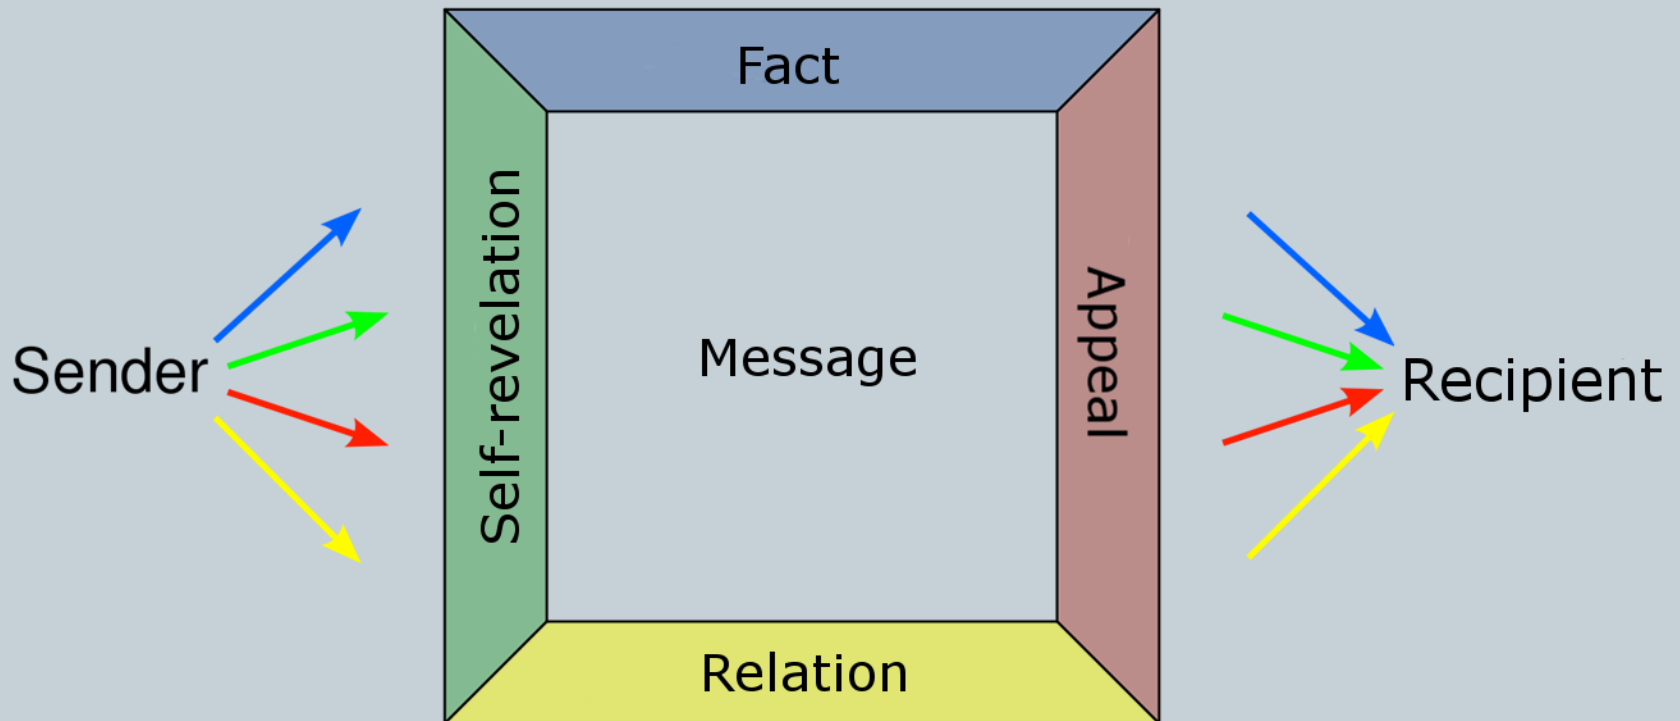 Fact
Self-revelation
Sender
Message
Appeal
Recipient
Relation